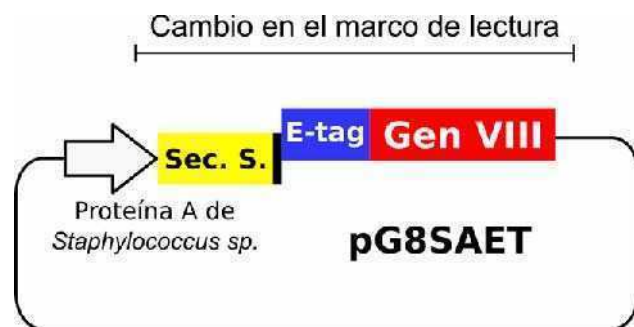 Cambio en el marco de lectura
E-tag Gen VIII
Sec. S.
Proteína A de
Staphylococcus sp.
pG8SAET